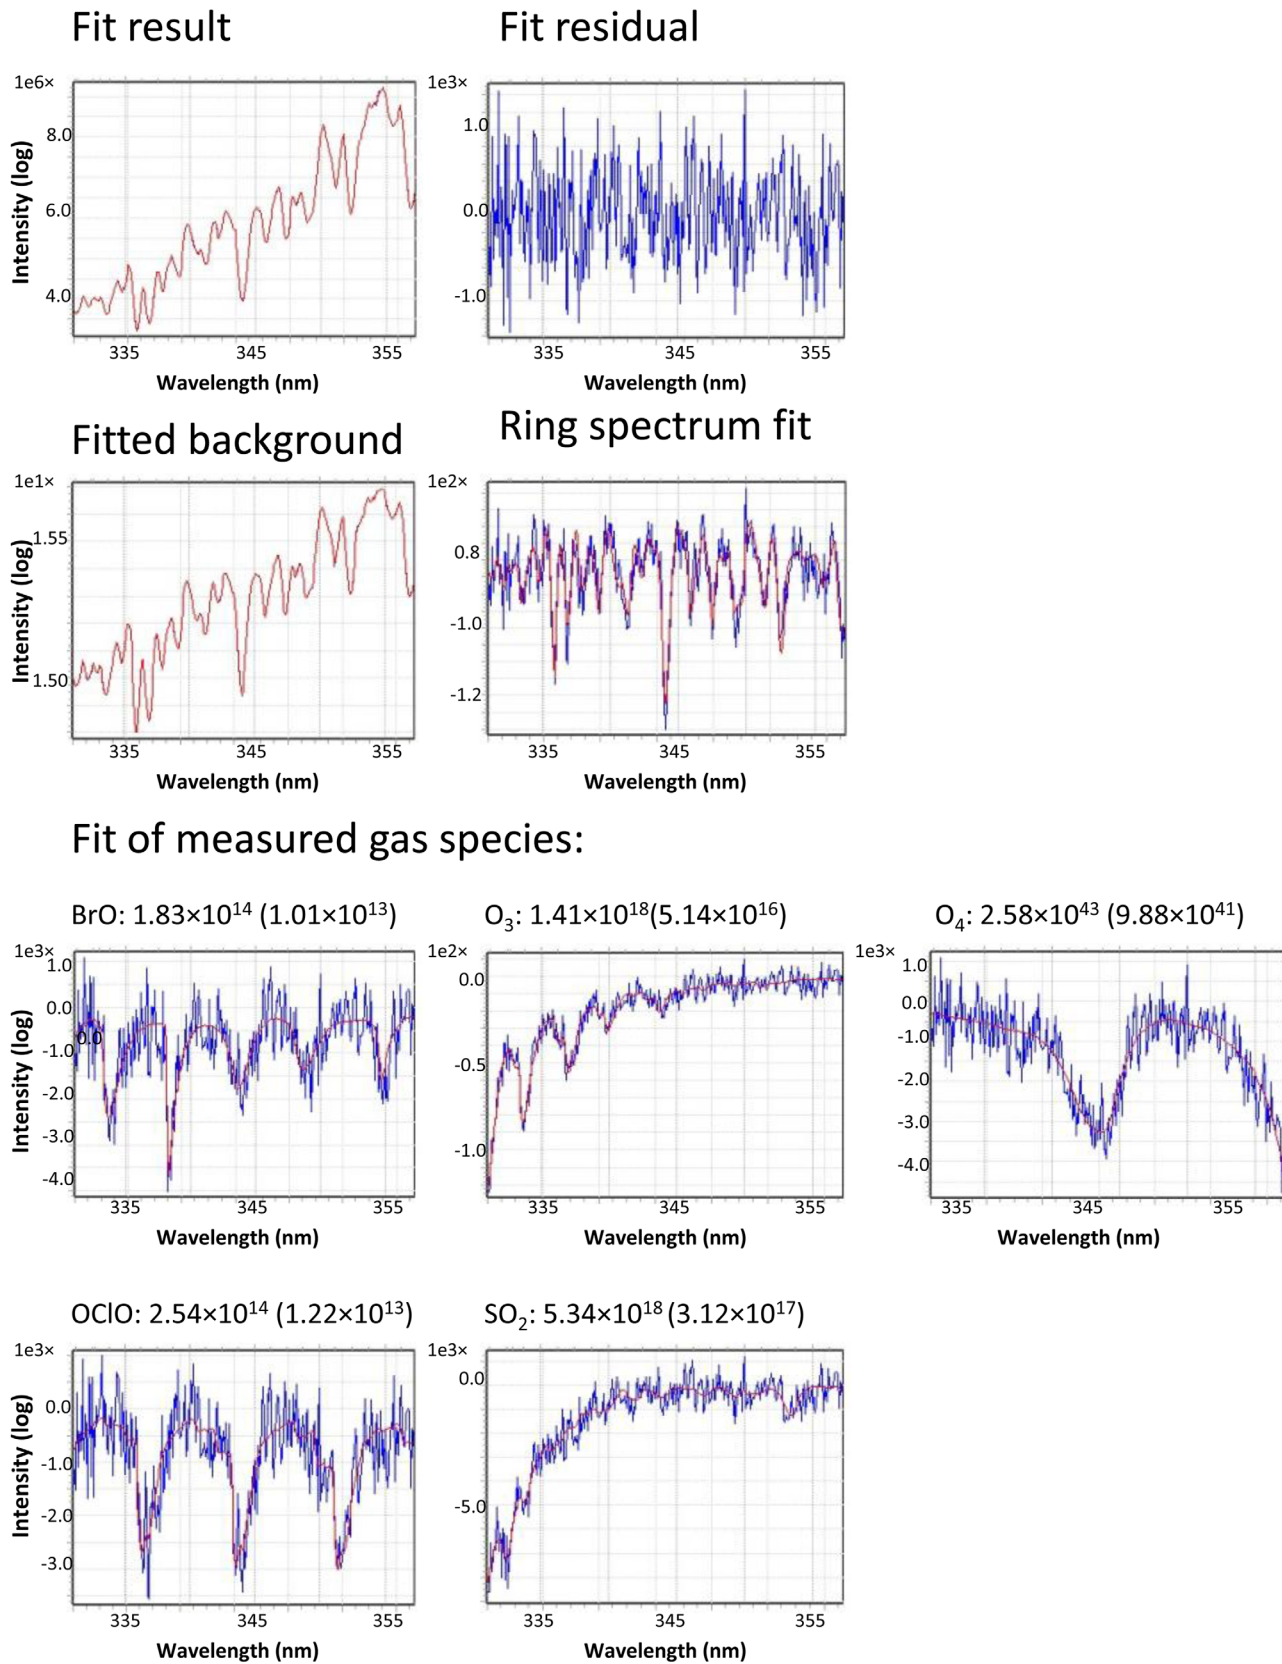 Fit result
Fit residual
1e6×
8.0
6.0
4.0
Intensity (log)
335 345 355
Wavelength (nm)
1e3×
1.0
0.0
-1.0
335 345 355
Wavelength (nm)
Fitted background
Ring spectrum fit
1e1×
1.55
1.50
Intensity (log)
335 345 355
Wavelength (nm)
1e2×
0.8
-1.0
-1.2
335 345 355
Wavelength (nm)
Fit of measured gas species:
BrO: 1.83×10¹⁴ (1.01×10¹³)
1e3×
1.0
0.0
0.0
-1.0
-2.0
-3.0
-4.0
Intensity (log)
335 345 355
Wavelength (nm)
O₃: 1.41×10¹⁸(5.14×10¹⁶)
1e2×
0.0
-0.5
-1.0
335 345 355
Wavelength (nm)
O₄: 2.58×10⁴³ (9.88×10⁴¹)
1e3×
1.0
0.0
-1.0
-2.0
-3.0
-4.0
335 345 355
Wavelength (nm)
OClO: 2.54×10¹⁴ (1.22×10¹³)
1e3×
0.0
-1.0
-2.0
-3.0
Intensity (log)
335 345 355
Wavelength (nm)
SO₂: 5.34×10¹⁸ (3.12×10¹⁷)
1e3×
0.0
-5.0
335 345 355
Wavelength (nm)